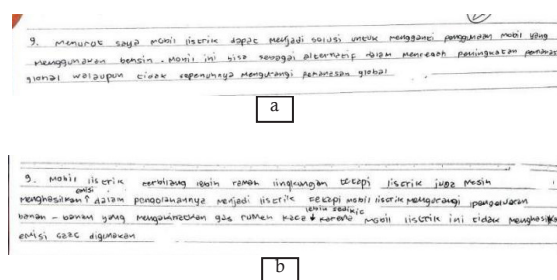 9. Menurut saya mobil listrik dapat menjadi solusi untuk mengganti penggunaan mobil yang
menggunakan bensin. Mobil ini bisa sebagai alternatif dalam mencegah peningkatan pemanasan
global walaupun tidak sepenuhnya mengurangi pemanasan global
a
9. Mobil listrik terbilang lebih ramah lingkungan tetapi listrik juga masih
emisi
menghasilkan ↑ dalam pengolahannya menjadi listrik tetapi mobil listrik mengurangi pengeluaran
lebih sedikit
bahan - bahan yang mengakibatkan gas rumah kaca ↓ karena mobil listrik ini tidak menghasilkan
emisi saat digunakan
b